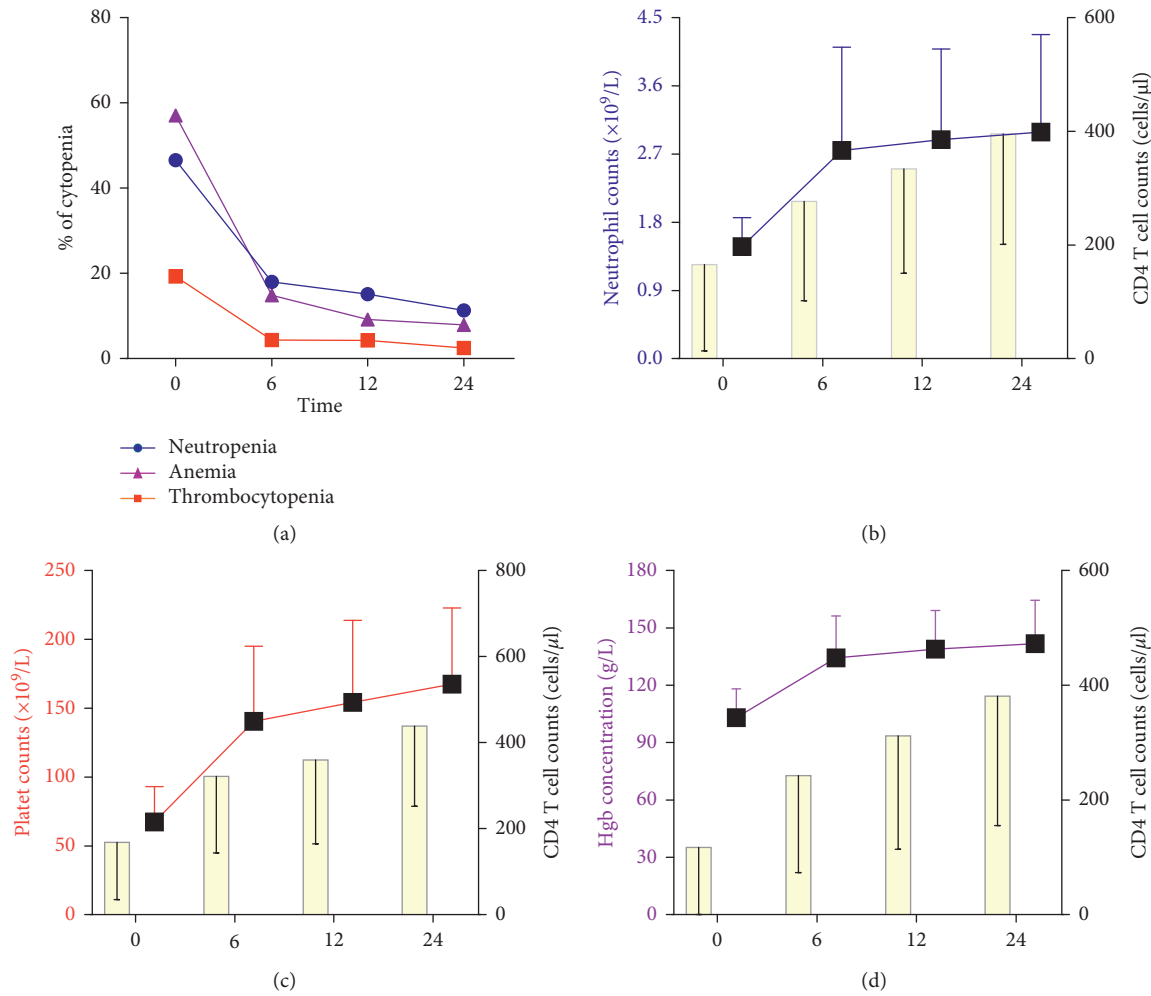 80
60
40
20
0
% of cytopenia
0 6 12 24
Time
Neutropenia
Anemia
Thrombocytopenia
(a)
4.5
3.6
2.7
1.8
0.9
0.0
Neutrophil counts (×10⁹/L)
600
400
200
0
CD4 T cell counts (cells/μl)
0 6 12 24
(b)
250
200
150
100
50
0
Platet counts (×10⁹/L)
800
600
400
200
0
CD4 T cell counts (cells/μl)
0 6 12 24
(c)
180
150
120
90
60
30
0
Hgb concentration (g/L)
600
400
200
0
CD4 T cell counts (cells/μl)
0 6 12 24
(d)